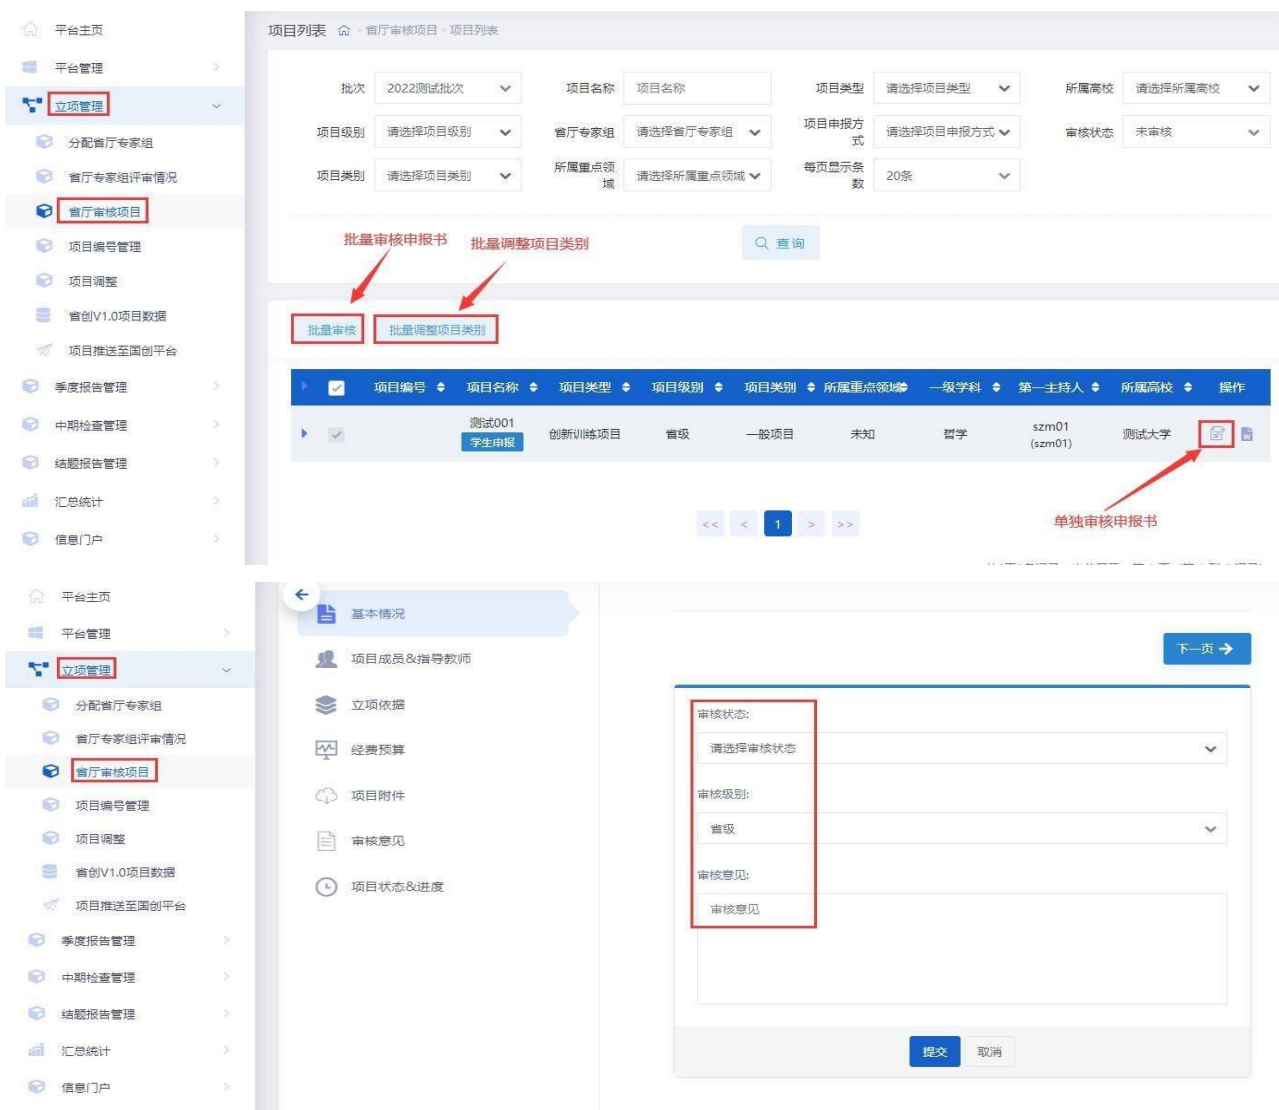 平台主页
平台管理
立项管理
分配省厅专家组
省厅专家组评审情况
省厅审核项目
项目编号管理
项目调整
省创V1.0项目数据
项目推送至国创平台
季度报告管理
中期检查管理
结题报告管理
汇总统计
信息门户
项目列表 省厅审核项目 项目列表
批次 2022测试批次 项目名称 项目名称 项目类型 请选择项目类型 所属高校 请选择所属高校
项目级别 请选择项目级别 省厅专家组 请选择省厅专家组 项目申报方式 请选择项目申报方式 审核状态 未审核
项目类别 请选择项目类别 所属重点领域 请选择所属重点领域 每页显示条数 20条
批量审核申报书 批量调整项目类别
查询
批量审核 批量调整项目类别
项目编号 项目名称 项目类型 项目级别 项目类别 所属重点领域 一级学科 第一主持人 所属高校 操作
测试001 学生申报 创新训练项目 省级 一般项目 未知 哲学 szm01 (szm01) 测试大学
<< < 1 > >>
单独审核申报书
平台主页
平台管理
立项管理
分配省厅专家组
省厅专家组评审情况
省厅审核项目
项目编号管理
项目调整
省创V1.0项目数据
项目推送至国创平台
季度报告管理
中期检查管理
结题报告管理
汇总统计
信息门户
基本情况
项目成员&指导教师
立项依据
经费预算
项目附件
审核意见
项目状态&进度
下一页
审核状态:
请选择审核状态
审核级别:
省级
审核意见:
审核意见
提交 取消